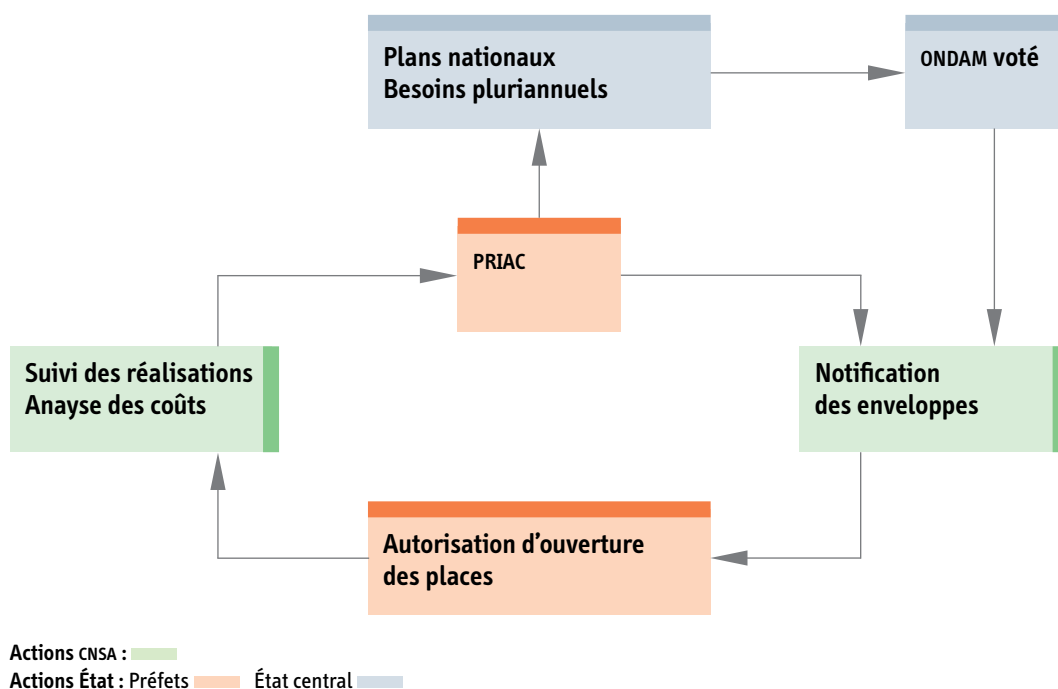 Plans nationaux
Besoins pluriannuels
ONDAM voté
PRIAC
Suivi des réalisations
Anayse des coûts
Notification
des enveloppes
Autorisation d'ouverture
des places
Actions CNSA :
Actions État : Préfets État central